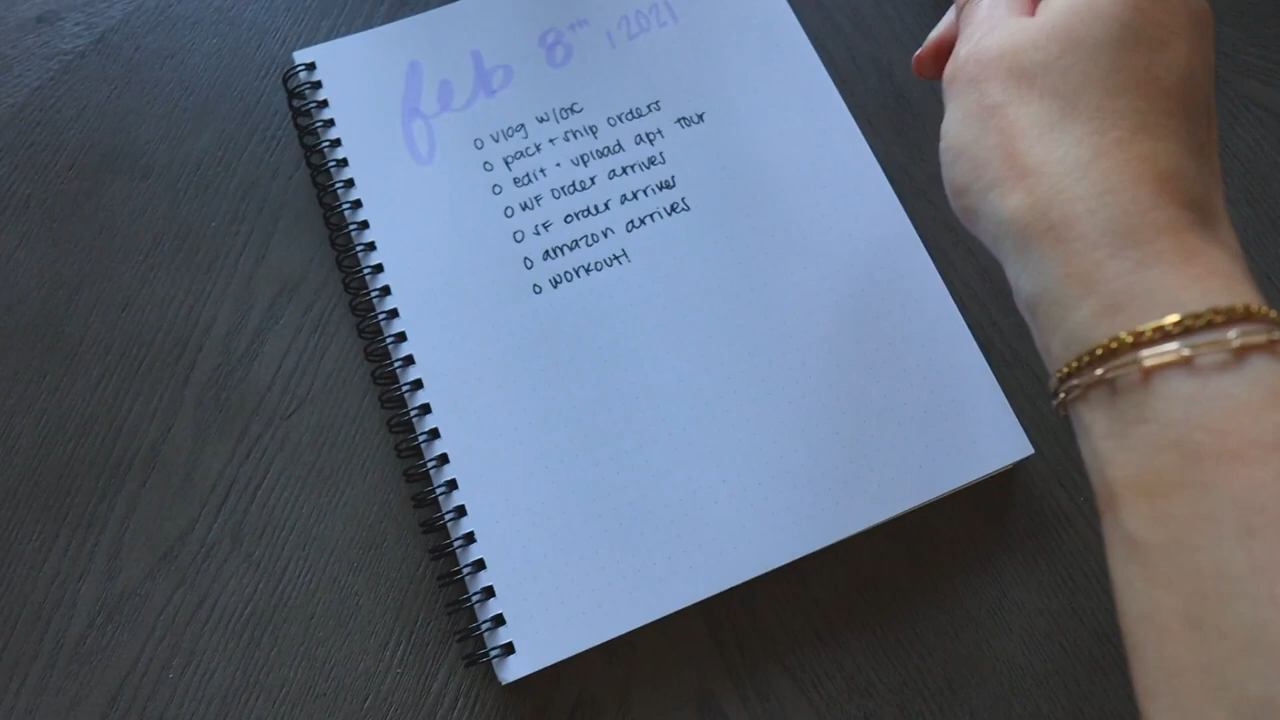 feb 8th, 2021
o vlog w/
o pack + ship orders
o edit + upload apt tour
o WF order arrives
o SF order arrives
o amazon arrives
o workout!